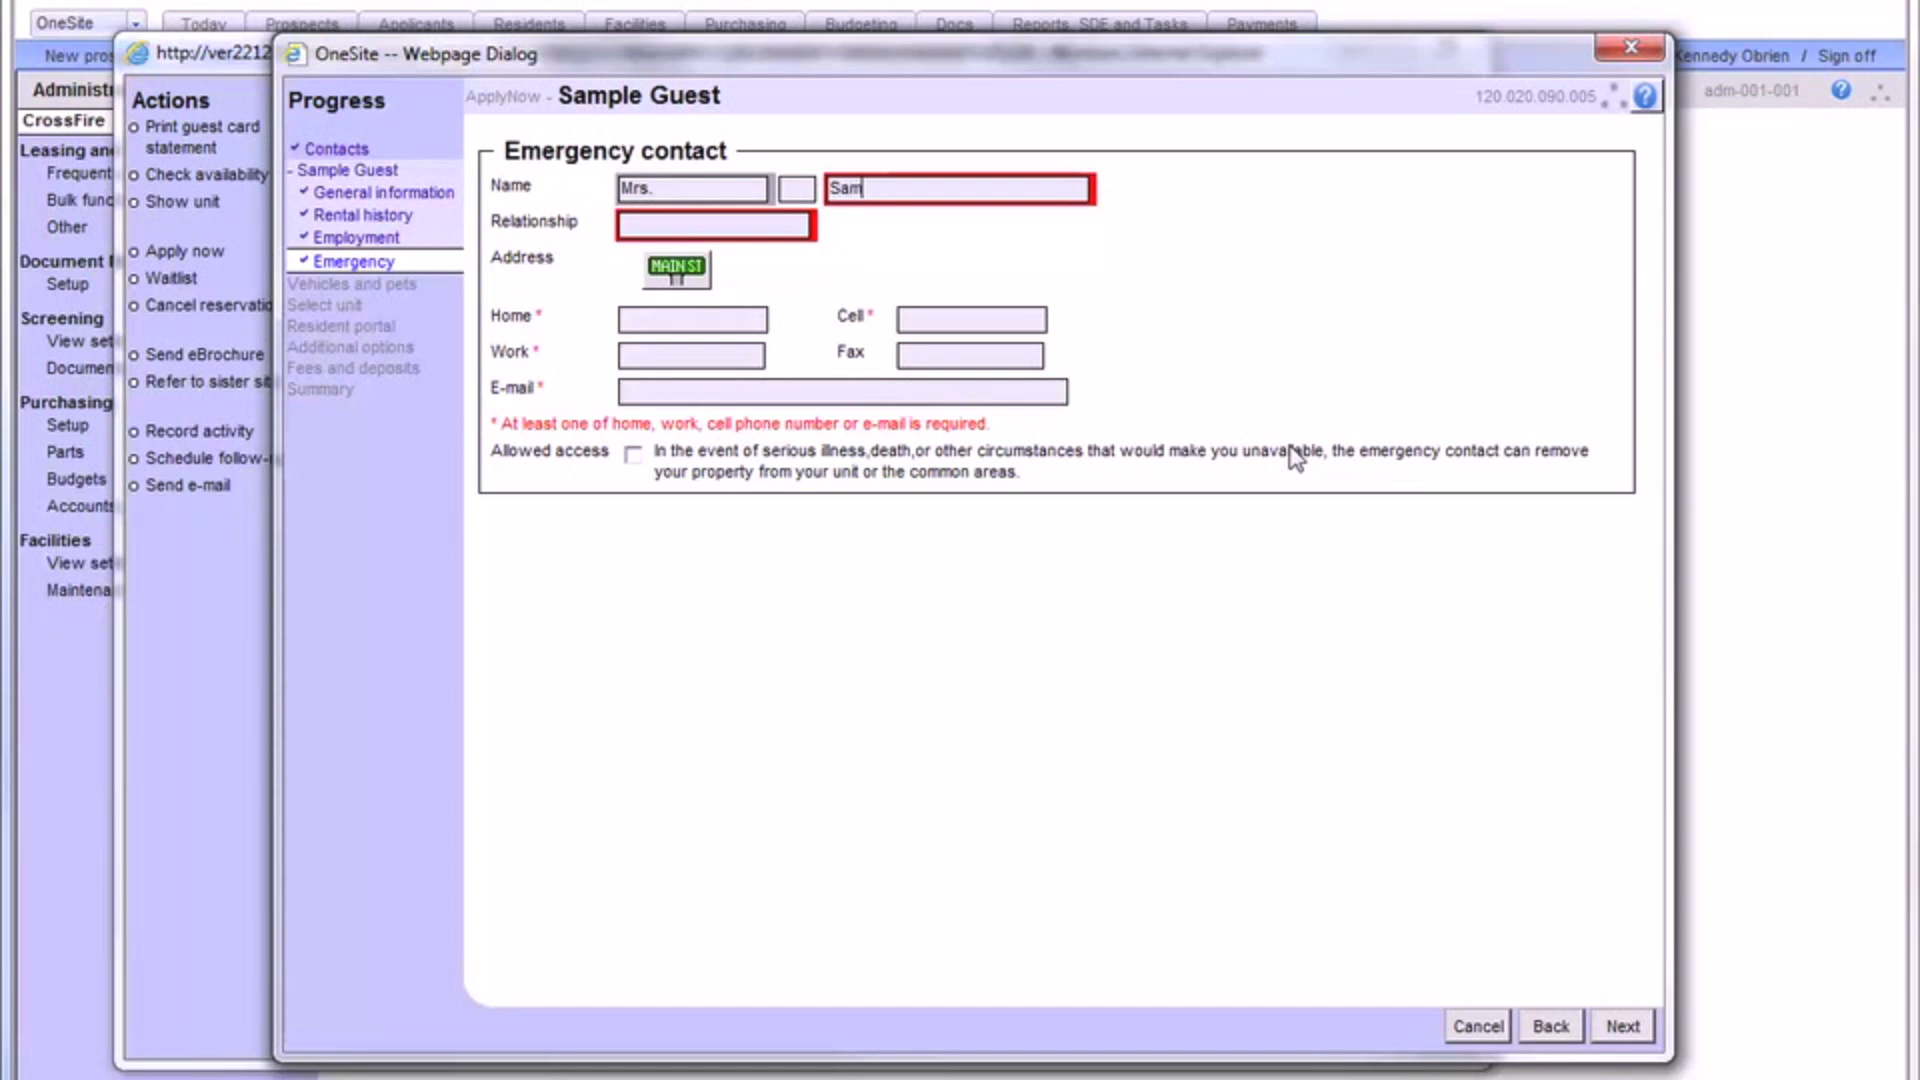 OneSite
Today
Prospects
Applicants
Residents
Facilities
Purchasing
Budgeting
Docs
Reports, SDE and Tasks
Payments
New pros
http://ver2212
OneSite -- Webpage Dialog
Kennedy Obrien / Sign off
Administ
adm-001-001
CrossFire
Leasing and
Frequent
Bulk func
Other
Document
Setup
Screening
View set
Documen
Purchasing
Setup
Parts
Budgets
Accounts
Facilities
View set
Maintena
Actions
Print guest card
statement
Check availability
Show unit
Apply now
Waitlist
Cancel reservatio
Send eBrochure
Refer to sister si
Record activity
Schedule follow-
Send e-mail
Progress
Contacts
- Sample Guest
General information
Rental history
Employment
Emergency
Vehicles and pets
Select unit
Resident portal
Additional options
Fees and deposits
Summary
ApplyNow - Sample Guest
120.020.090.005
Emergency contact
Name Mrs. Sam
Relationship
Address MAIN ST
Home * Cell *
Work * Fax
E-mail *
* At least one of home, work, cell phone number or e-mail is required.
Allowed access In the event of serious illness,death,or other circumstances that would make you unavailable, the emergency contact can remove
your property from your unit or the common areas.
Cancel Back Next